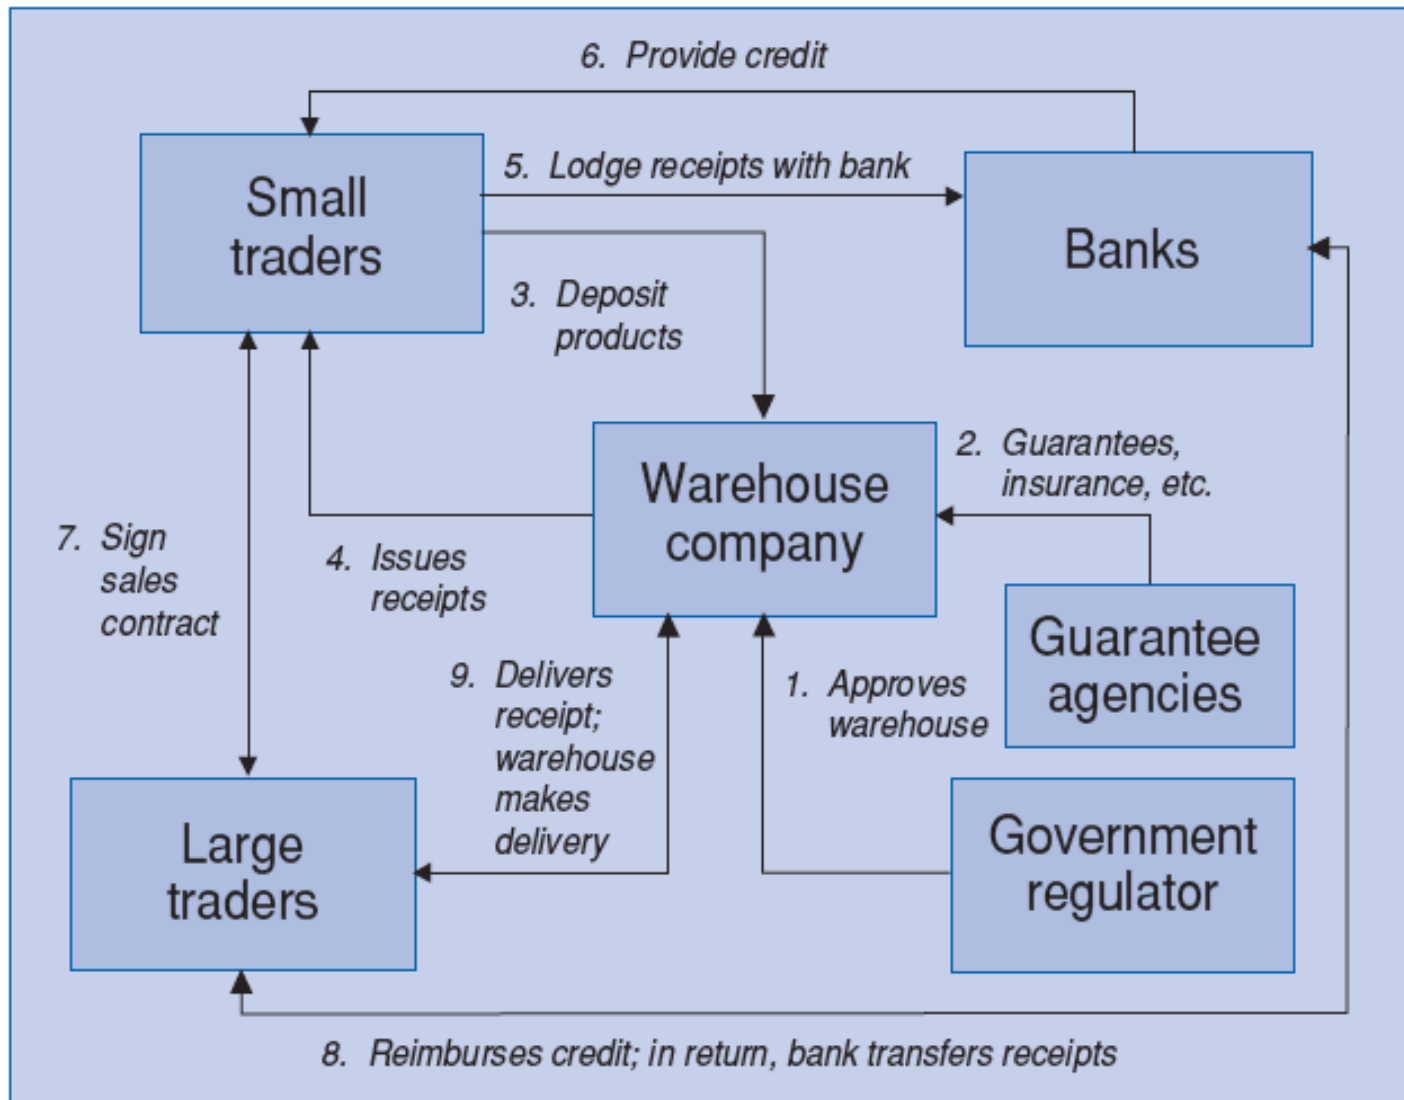 6. Provide credit
Small
traders
5. Lodge receipts with bank
Banks
3. Deposit
products
Warehouse
company
2. Guarantees,
insurance, etc.
7. Sign
sales
contract
4. Issues
receipts
Guarantee
agencies
9. Delivers
receipt;
warehouse
makes
delivery
1. Approves
warehouse
Large
traders
Government
regulator
8. Reimburses credit; in return, bank transfers receipts